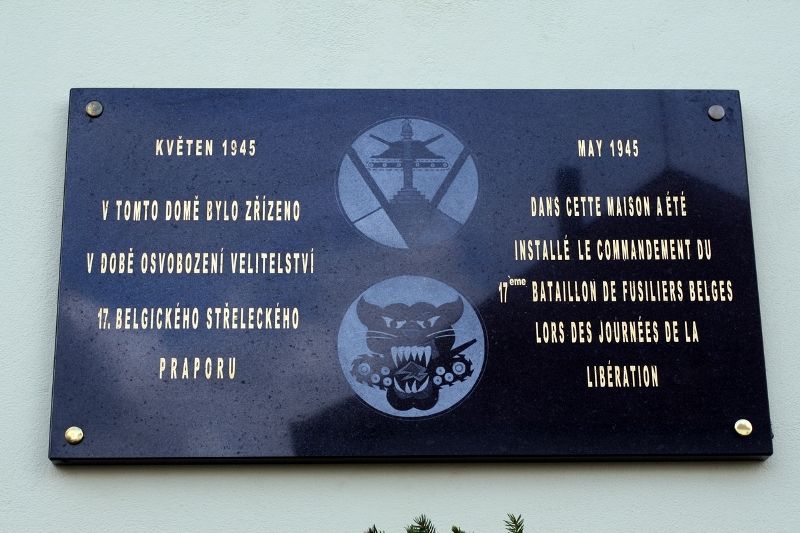 KVĚTEN 1945
V TOMTO DOMĚ BYLO ZŘÍZENO
V DOBĚ OSVOBOZENÍ VELITELSTVÍ
17. BELGICKÉHO STŘELECKÉHO
PRAPORU
MAY 1945
DANS CETTE MAISON A ÉTÉ
INSTALLÉ LE COMMANDEMENT DU
17ème BATAILLON DE FUSILIERS BELGES
LORS DES JOURNÉES DE LA
LIBÉRATION